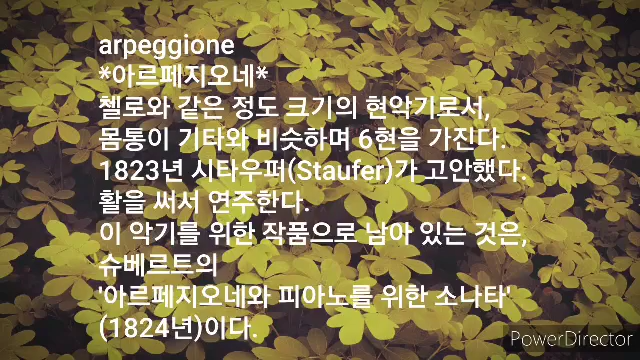 arpeggione
*아르페지오네*
첼로와 같은 정도 크기의 현악기로서,
몸통이 기타와 비슷하며 6현을 가진다.
1823년 시타우퍼(Staufer)가 고안했다.
활을 써서 연주한다.
이 악기를 위한 작품으로 남아 있는 것은,
슈베르트의
'아르페지오네와 피아노를 위한 소나타'
(1824년)이다.
PowerDirector